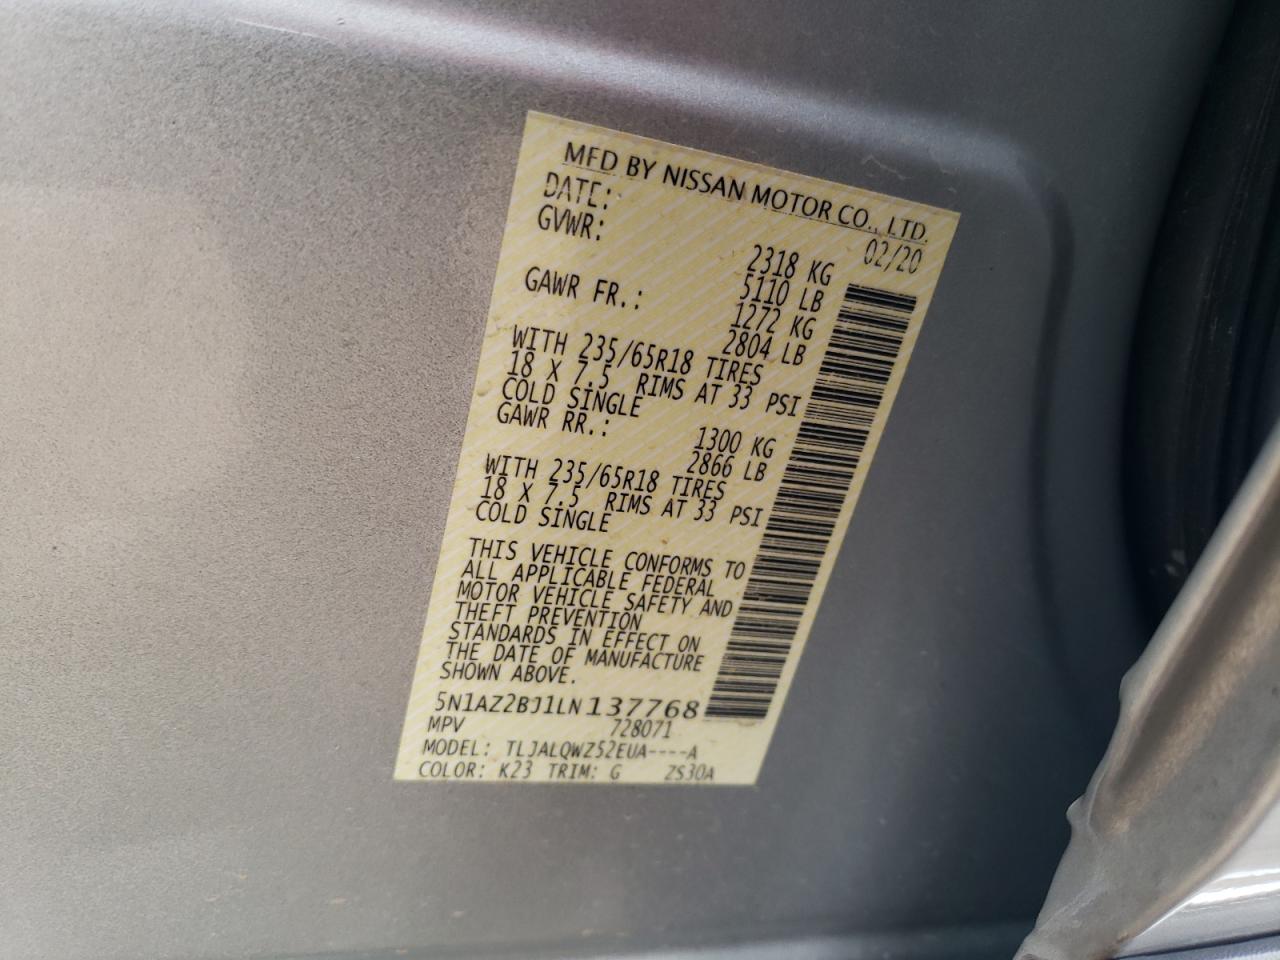 MFD BY NISSAN MOTOR CO., LTD.
DATE: 02/20
GVWR: 2318 KG
5110 LB
GAWR FR.: 1272 KG
2804 LB
WITH 235/65R18 TIRES
18 X 7.5 RIMS AT 33 PSI
COLD SINGLE
GAWR RR.: 1300 KG
2866 LB
WITH 235/65R18 TIRES
18 X 7.5 RIMS AT 33 PSI
COLD SINGLE
THIS VEHICLE CONFORMS TO
ALL APPLICABLE FEDERAL
MOTOR VEHICLE SAFETY AND
THEFT PREVENTION
STANDARDS IN EFFECT ON
THE DATE OF MANUFACTURE
SHOWN ABOVE.
5N1AZ2BJ1LN137768
MPV 728071
MODEL: TLJALQWZ52EUA----A
COLOR: K23 TRIM: G ZS30A